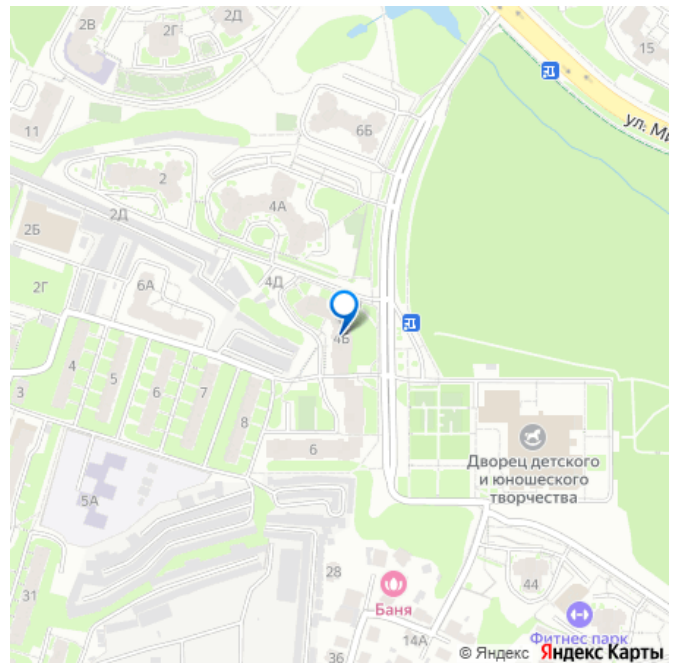 2Д
2В
2Г
15
ул. Ми
11
6Б
2
4А
2Д
2Б
6А
4Д
2Г
4Б
3
4
5
6
7
8
6
Дворец детского
и юношеского
творчества
5А
28
44
31
Баня
14А
Фитнес парк
36
© Яндекс Яндекс Карты